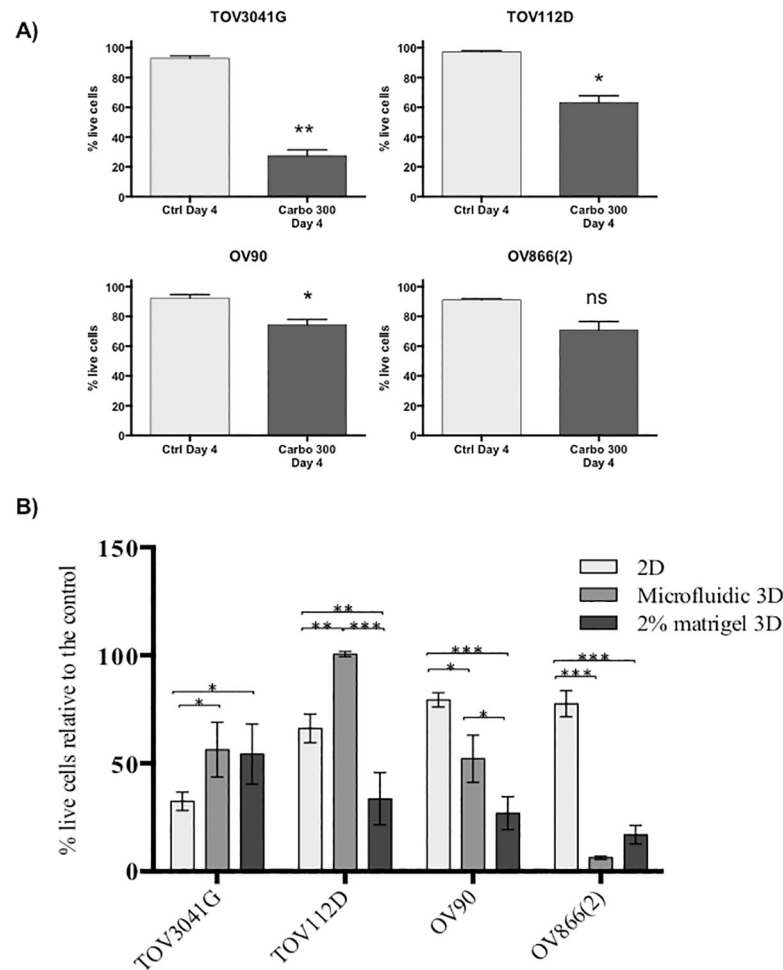 A)
TOV3041G
% live cells
100
80
60
40
20
0
**
Ctrl Day 4
Carbo 300
Day 4
TOV112D
% live cells
100
80
60
40
20
0
*
Ctrl Day 4
Carbo 300
Day 4
OV90
% live cells
100
80
60
40
20
0
*
Ctrl Day 4
Carbo 300
Day 4
OV866(2)
% live cells
100
80
60
40
20
0
ns
Ctrl Day 4
Carbo 300
Day 4
B)
% live cells relative to the control
150
100
50
0
2D
Microfluidic 3D
2% matrigel 3D
*
*
**
** ***
***
*
*
***
***
TOV3041G
TOV112D
OV90
OV866(2)